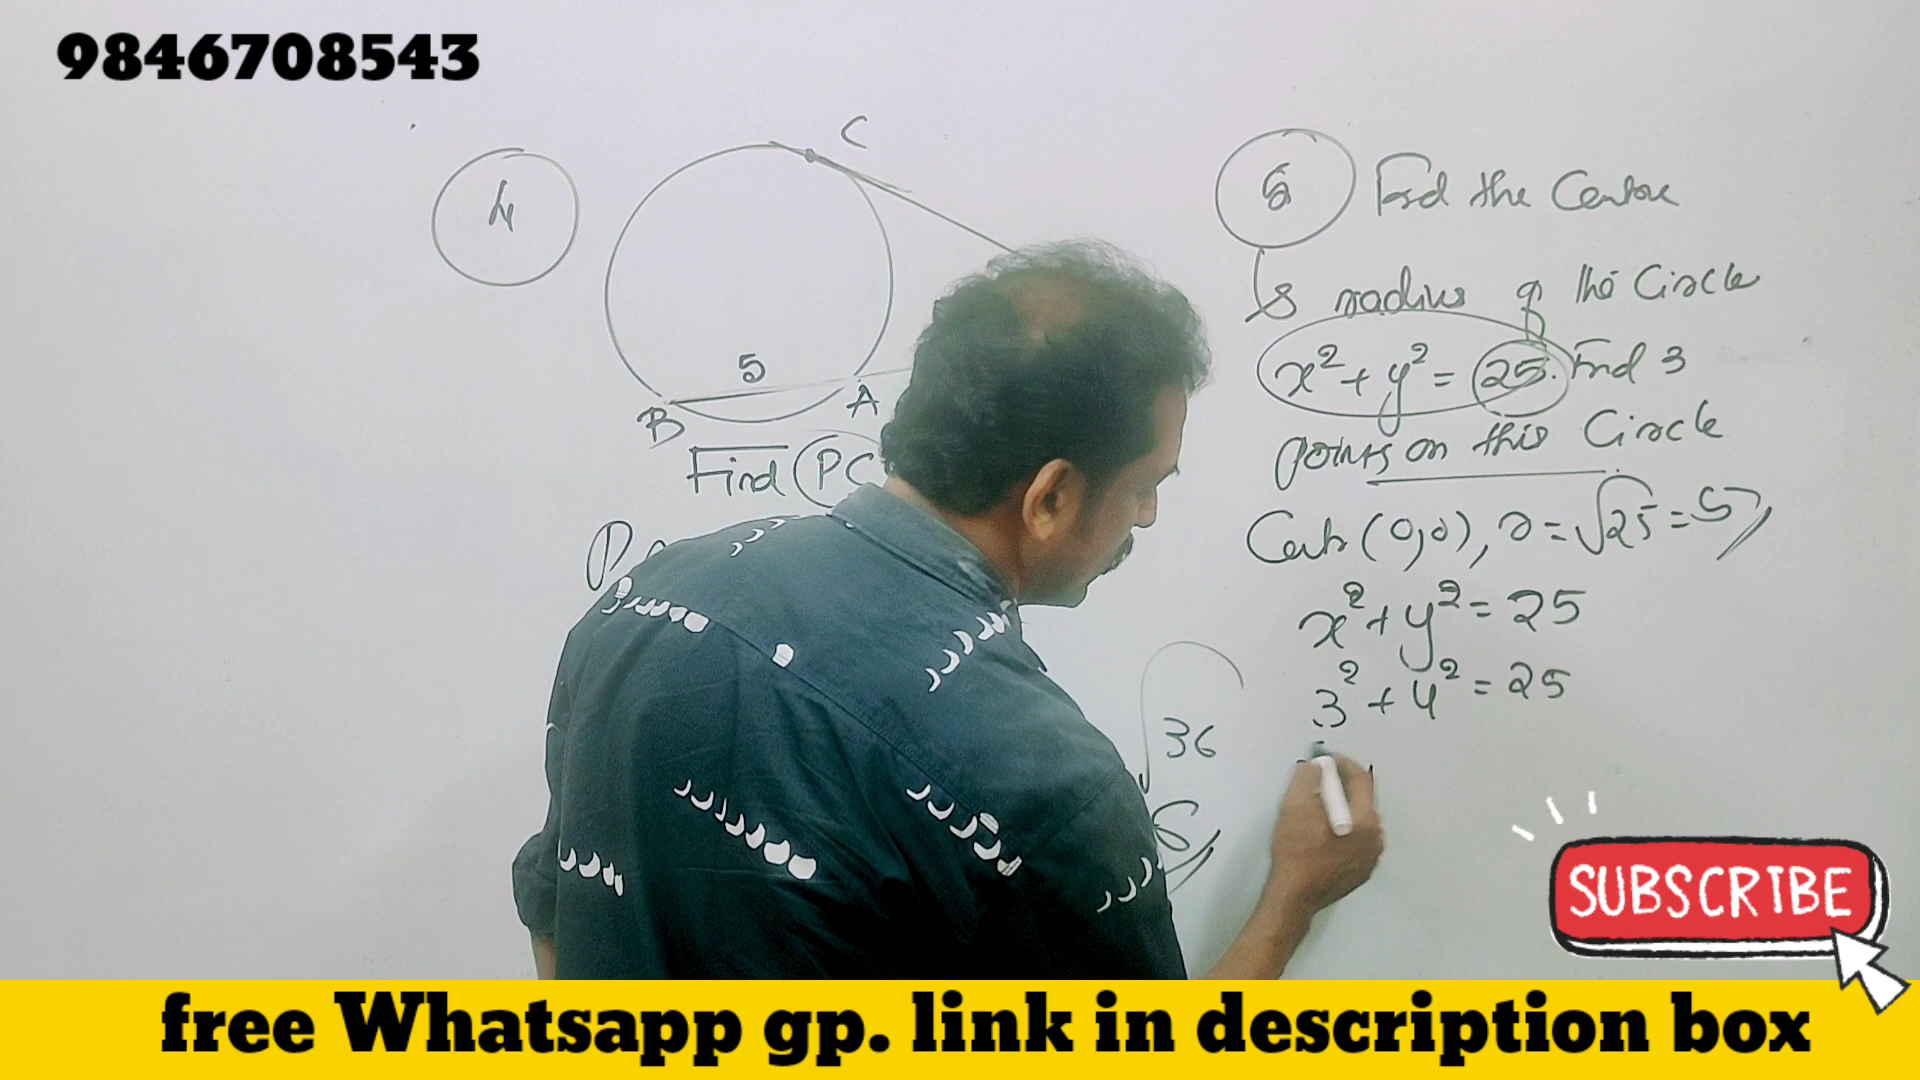 9846708543
4
C
5
B
A
Find PC
P
36
6
5 Find the Centre
& radius of the Circle
x² + y² = 25. Find 3
points on this Circle
Centr (0,0), r = √25 = 5
x² + y² = 25
3² + 4² = 25
SUBSCRIBE
free Whatsapp gp. link in description box